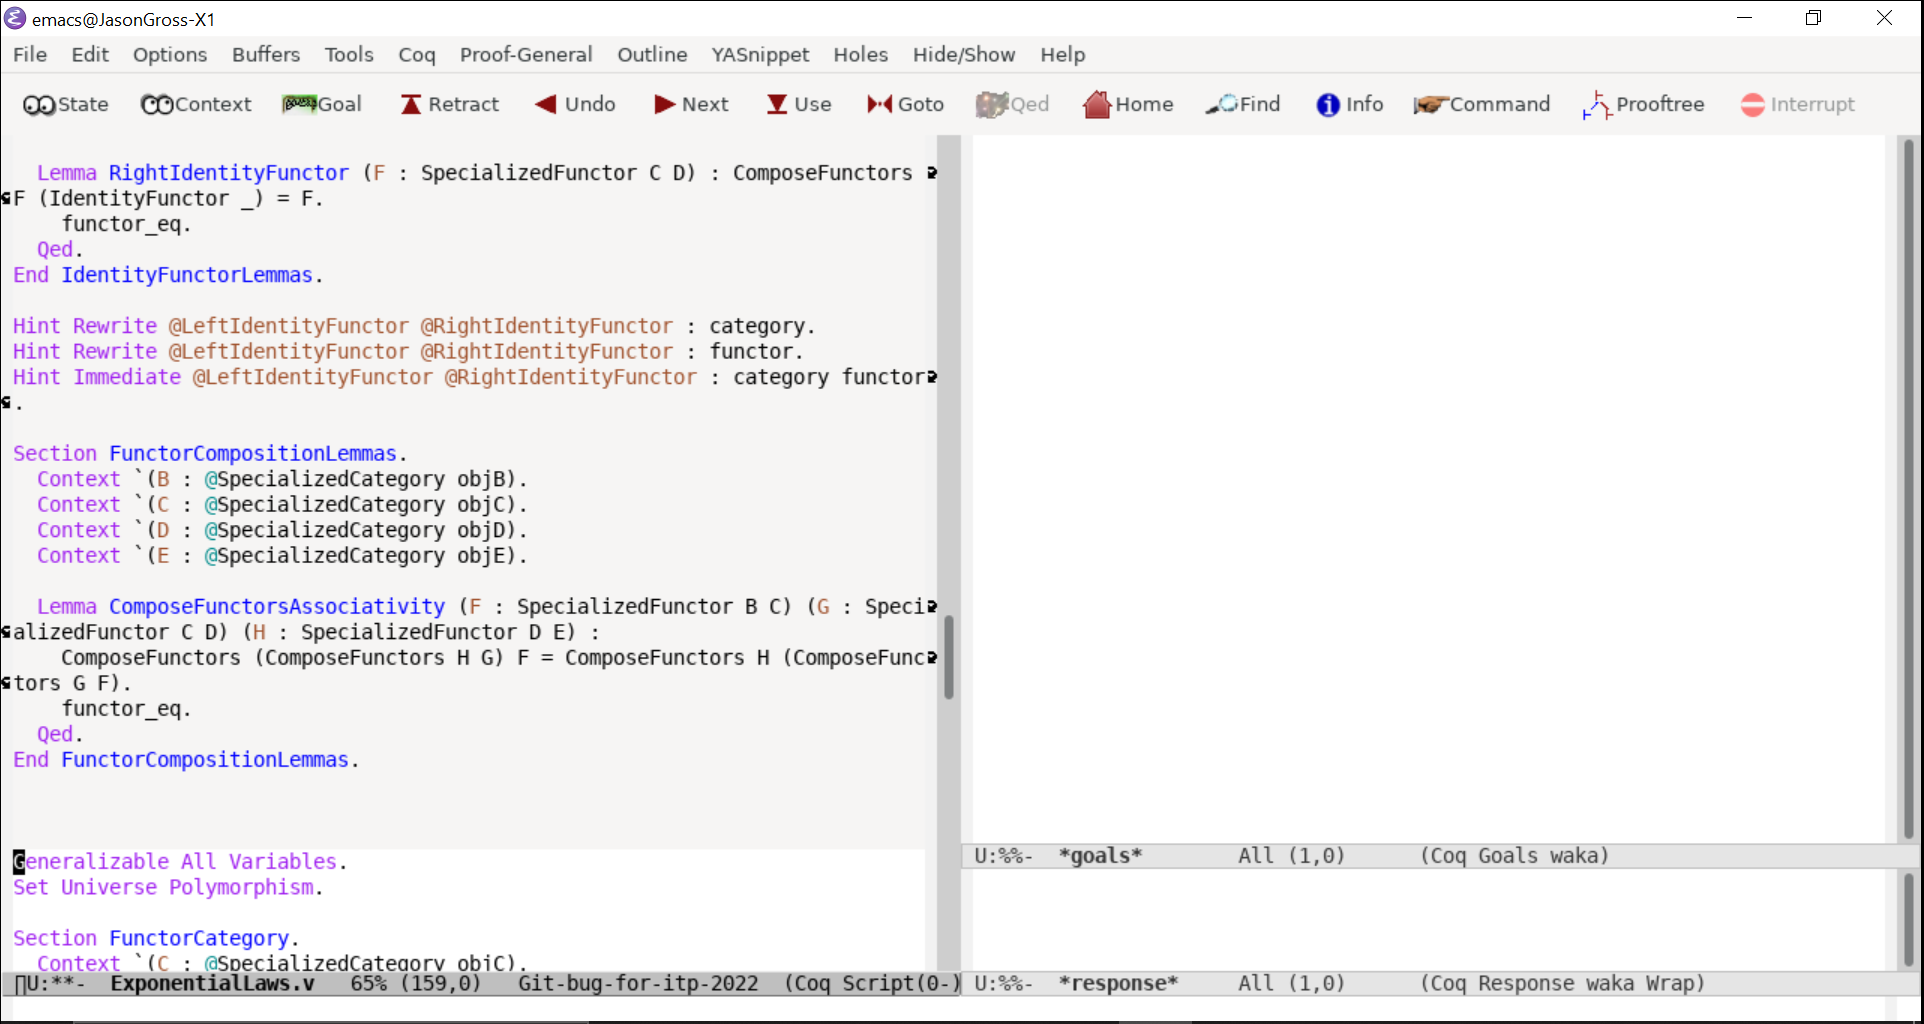 emacs@JasonGross-X1
File Edit Options Buffers Tools Coq Proof-General Outline YASnippet Holes Hide/Show Help
State Context Goal Retract Undo Next Use Goto Qed Home Find Info Command Prooftree Interrupt
Lemma RightIdentityFunctor (F : SpecializedFunctor C D) : ComposeFunctors
F (IdentityFunctor _) = F.
functor_eq.
Qed.
End IdentityFunctorLemmas.
Hint Rewrite @LeftIdentityFunctor @RightIdentityFunctor : category.
Hint Rewrite @LeftIdentityFunctor @RightIdentityFunctor : functor.
Hint Immediate @LeftIdentityFunctor @RightIdentityFunctor : category functor
.
Section FunctorCompositionLemmas.
Context `(B : @SpecializedCategory objB).
Context `(C : @SpecializedCategory objC).
Context `(D : @SpecializedCategory objD).
Context `(E : @SpecializedCategory objE).
Lemma ComposeFunctorsAssociativity (F : SpecializedFunctor B C) (G : Speci
alizedFunctor C D) (H : SpecializedFunctor D E) :
ComposeFunctors (ComposeFunctors H G) F = ComposeFunctors H (ComposeFunc
tors G F).
functor_eq.
Qed.
End FunctorCompositionLemmas.
Generalizable All Variables.
Set Universe Polymorphism.
Section FunctorCategory.
Context `(C : @SpecializedCategory objC).
U:**- ExponentialLaws.v 65% (159,0) Git-bug-for-itp-2022 (Coq Script(0-)
U:%%- *goals* All (1,0) (Coq Goals waka)
U:%%- *response* All (1,0) (Coq Response waka Wrap)